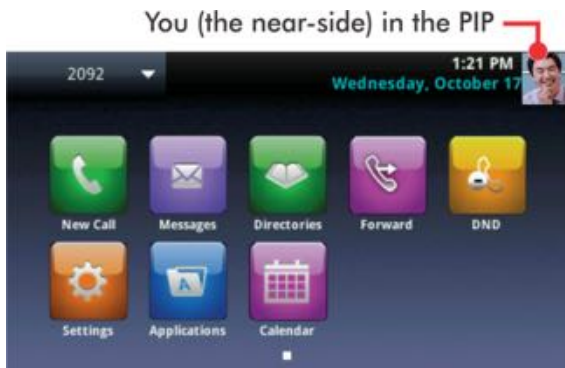 You (the near-side) in the PIP
2092
1:21 PM
Wednesday, October 17
New Call Messages Directories Forward DND
Settings Applications Calendar
A